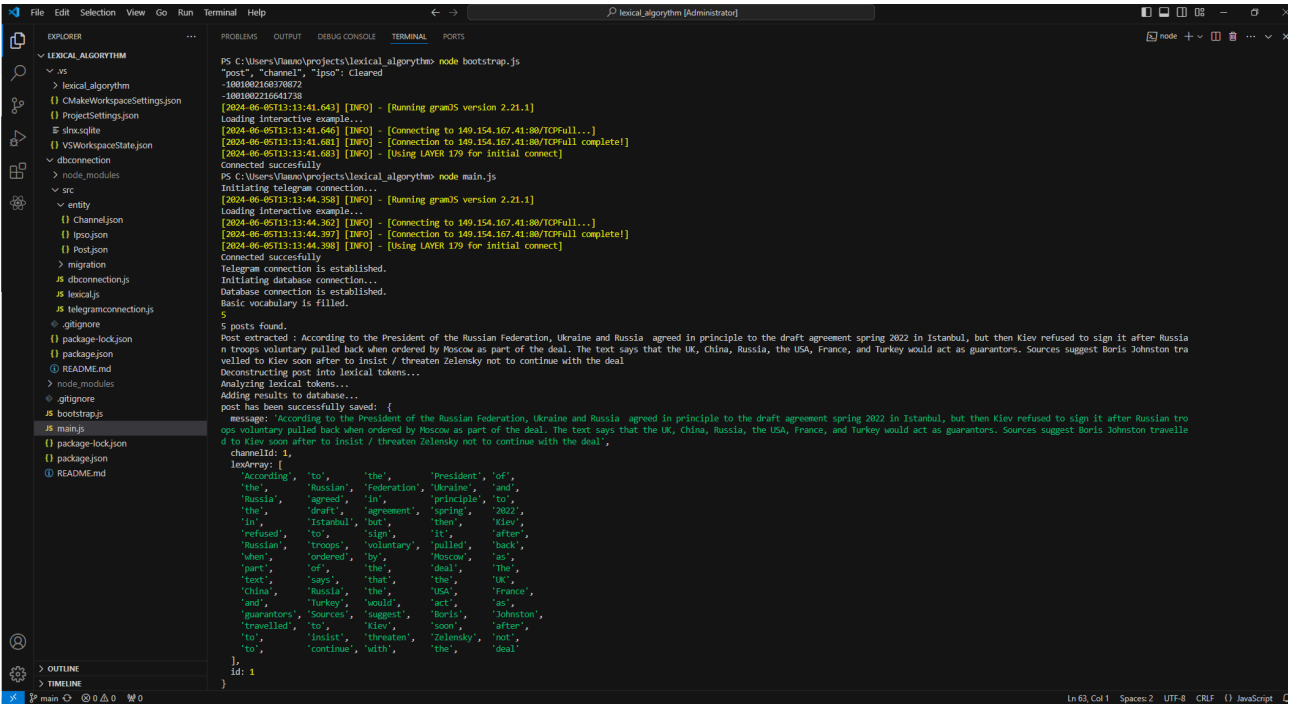 File Edit Selection View Go Run Terminal Help
lexical_algorythm [Administrator]
EXPLORER
LEXICAL_ALGORYTHM
.vs
lexical_algorythm
{} CMakeWorkspaceSettings.json
{} ProjectSettings.json
slnx.sqlite
{} VSWorkspaceState.json
dbconnection
node_modules
src
entity
{} Channel.json
{} Ipso.json
{} Post.json
migration
JS dbconnection.js
JS lexical.js
JS telegramconnection.js
.gitignore
{} package-lock.json
{} package.json
README.md
node_modules
.gitignore
JS bootstrap.js
JS main.js
{} package-lock.json
{} package.json
README.md
OUTLINE
TIMELINE
PROBLEMS OUTPUT DEBUG CONSOLE TERMINAL PORTS
node
PS C:\Users\Павло\projects\lexical_algorythm> node bootstrap.js
"post", "channel", "ipso": Cleared
-1001002160370872
-1001002216641738
[2024-06-05T13:13:41.643] [INFO] - [Running gramJS version 2.21.1]
Loading interactive example...
[2024-06-05T13:13:41.646] [INFO] - [Connecting to 149.154.167.41:80/TCPFull...]
[2024-06-05T13:13:41.681] [INFO] - [Connection to 149.154.167.41:80/TCPFull complete!]
[2024-06-05T13:13:41.683] [INFO] - [Using LAYER 179 for initial connect]
Connected succesfully
PS C:\Users\Павло\projects\lexical_algorythm> node main.js
Initiating telegram connection...
[2024-06-05T13:13:44.358] [INFO] - [Running gramJS version 2.21.1]
Loading interactive example...
[2024-06-05T13:13:44.362] [INFO] - [Connecting to 149.154.167.41:80/TCPFull...]
[2024-06-05T13:13:44.397] [INFO] - [Connection to 149.154.167.41:80/TCPFull complete!]
[2024-06-05T13:13:44.398] [INFO] - [Using LAYER 179 for initial connect]
Connected succesfully
Telegram connection is established.
Initiating database connection...
Database connection is established.
Basic vocabulary is filled.
5
5 posts found.
Post extracted : According to the President of the Russian Federation, Ukraine and Russia  agreed in principle to the draft agreement spring 2022 in Istanbul, but then Kiev refused to sign it after Russia
n troops voluntary pulled back when ordered by Moscow as part of the deal. The text says that the UK, China, Russia, the USA, France, and Turkey would act as guarantors. Sources suggest Boris Johnston tra
velled to Kiev soon after to insist / threaten Zelensky not to continue with the deal
Deconstructing post into lexical tokens...
Analyzing lexical tokens...
Adding results to database...
post has been successfully saved:  {
message: 'According to the President of the Russian Federation, Ukraine and Russia  agreed in principle to the draft agreement spring 2022 in Istanbul, but then Kiev refused to sign it after Russian tro
ops voluntary pulled back when ordered by Moscow as part of the deal. The text says that the UK, China, Russia, the USA, France, and Turkey would act as guarantors. Sources suggest Boris Johnston travelle
d to Kiev soon after to insist / threaten Zelensky not to continue with the deal',
channelId: 1,
lexArray: [
'According', 'to', 'the', 'President', 'of',
'the', 'Russian', 'Federation', 'Ukraine', 'and',
'Russia', 'agreed', 'in', 'principle', 'to',
'the', 'draft', 'agreement', 'spring', '2022',
'in', 'Istanbul', 'but', 'then', 'Kiev',
'refused', 'to', 'sign', 'it', 'after',
'Russian', 'troops', 'voluntary', 'pulled', 'back',
'when', 'ordered', 'by', 'Moscow', 'as',
'part', 'of', 'the', 'deal', 'The',
'text', 'says', 'that', 'the', 'UK',
'China', 'Russia', 'the', 'USA', 'France',
'and', 'Turkey', 'would', 'act', 'as',
'guarantors', 'Sources', 'suggest', 'Boris', 'Johnston',
'travelled', 'to', 'Kiev', 'soon', 'after',
'to', 'insist', 'threaten', 'Zelensky', 'not',
'to', 'continue', 'with', 'the', 'deal'
],
id: 1
}
main 0 0 0
Ln 63, Col 1 Spaces: 2 UTF-8 CRLF {} JavaScript